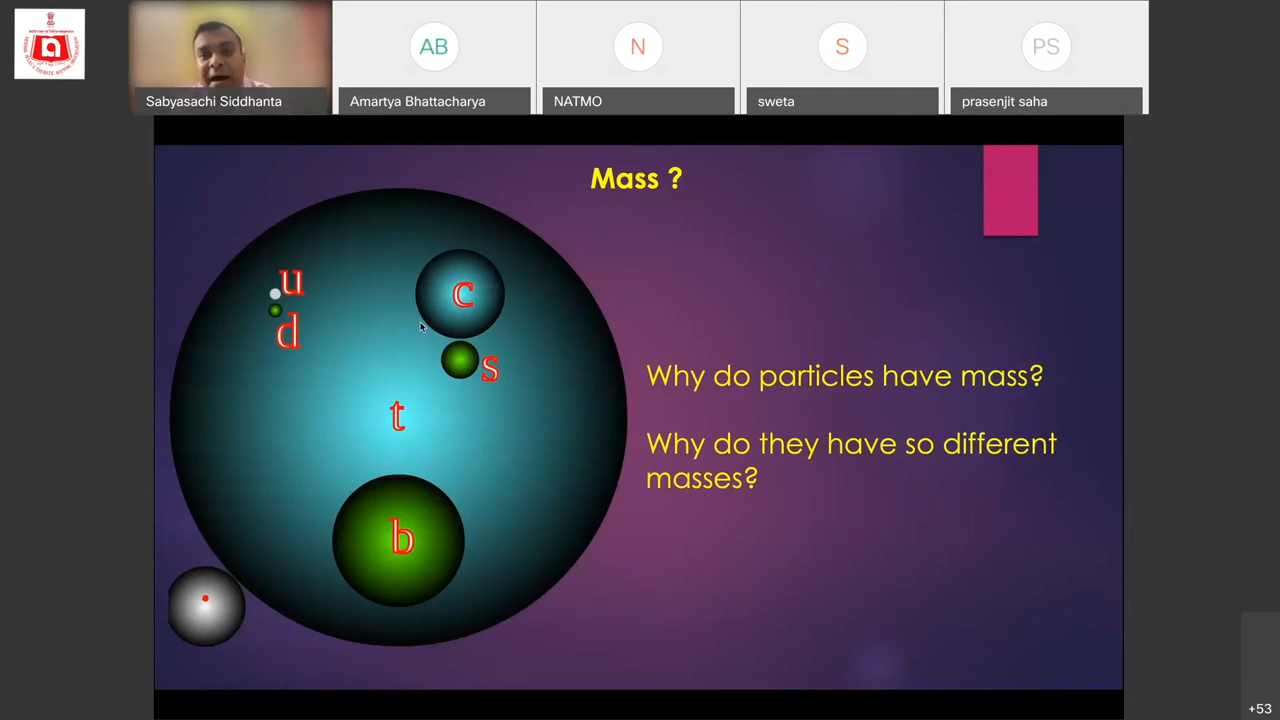 AB
N
S
PS
Sabyasachi Siddhanta
Amartya Bhattacharya
NATMO
sweta
prasenjit saha
Mass ?
u
d
c
s
t
b
Why do particles have mass?
Why do they have so different
masses?
+53